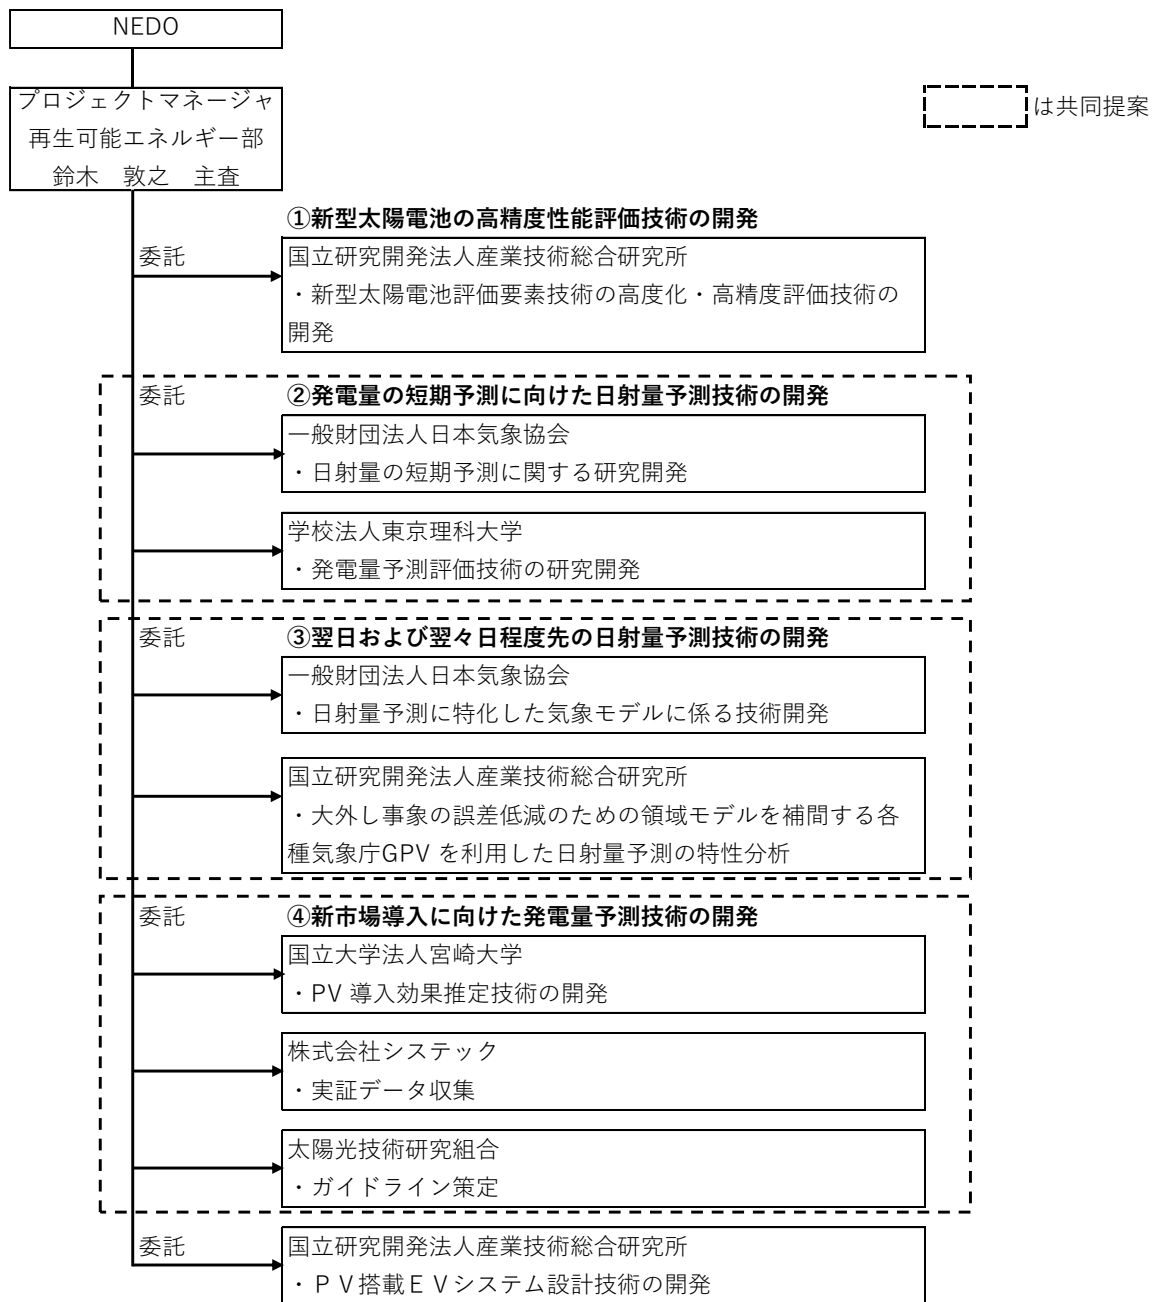 NEDO
プロジェクトマネージャ
再生可能エネルギー部
鈴木　敦之　主査
は共同提案
①新型太陽電池の高精度性能評価技術の開発
委託
国立研究開発法人産業技術総合研究所
・新型太陽電池評価要素技術の高度化・高精度評価技術の
開発
委託
②発電量の短期予測に向けた日射量予測技術の開発
一般財団法人日本気象協会
・日射量の短期予測に関する研究開発
学校法人東京理科大学
・発電量予測評価技術の研究開発
委託
③翌日および翌々日程度先の日射量予測技術の開発
一般財団法人日本気象協会
・日射量予測に特化した気象モデルに係る技術開発
国立研究開発法人産業技術総合研究所
・大外し事象の誤差低減のための領域モデルを補間する各
種気象庁GPV を利用した日射量予測の特性分析
委託
④新市場導入に向けた発電量予測技術の開発
国立大学法人宮崎大学
・PV 導入効果推定技術の開発
株式会社システック
・実証データ収集
太陽光技術研究組合
・ガイドライン策定
委託
国立研究開発法人産業技術総合研究所
・ＰＶ搭載ＥＶシステム設計技術の開発